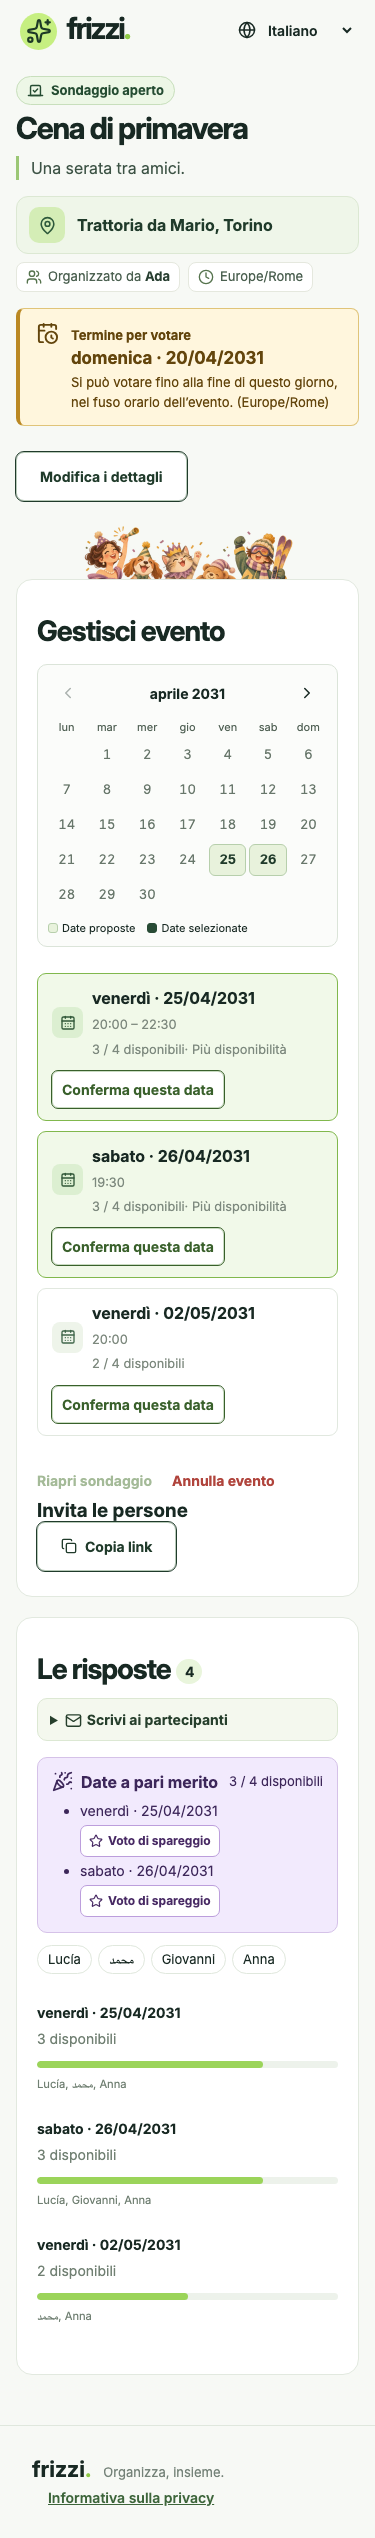 frizzi.
Italiano
Sondaggio aperto
Cena di primavera
Una serata tra amici.
Trattoria da Mario, Torino
Organizzato da Ada
Europe/Rome
Termine per votare
domenica · 20/04/2031
Si può votare fino alla fine di questo giorno,
nel fuso orario dell’evento. (Europe/Rome)
Modifica i dettagli
Gestisci evento
aprile 2031
lun mar mer gio ven sab dom
1 2 3 4 5 6
7 8 9 10 11 12 13
14 15 16 17 18 19 20
21 22 23 24 25 26 27
28 29 30
Date proposte Date selezionate
venerdì · 25/04/2031
20:00 – 22:30
3 / 4 disponibili· Più disponibilità
Conferma questa data
sabato · 26/04/2031
19:30
3 / 4 disponibili· Più disponibilità
Conferma questa data
venerdì · 02/05/2031
20:00
2 / 4 disponibili
Conferma questa data
Riapri sondaggio Annulla evento
Invita le persone
Copia link
Le risposte 4
Scrivi ai partecipanti
Date a pari merito 3 / 4 disponibili
venerdì · 25/04/2031
Voto di spareggio
sabato · 26/04/2031
Voto di spareggio
Lucía محمد Giovanni Anna
venerdì · 25/04/2031
3 disponibili
Lucía, محمد, Anna
sabato · 26/04/2031
3 disponibili
Lucía, Giovanni, Anna
venerdì · 02/05/2031
2 disponibili
محمد, Anna
frizzi. Organizza, insieme.
Informativa sulla privacy